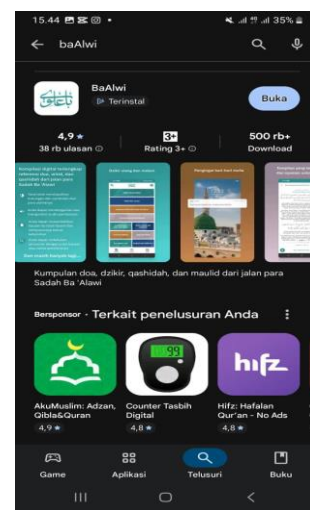 15.44
35%
baAlwi
باعلوي
BaAlwi
Terinstal
Buka
4,9 ★
38 rb ulasan
3+
Rating 3+
500 rb+
Download
Kumpulan doa, dzikir, qashidah, dan maulid dari jalan para
Sadah Ba 'Alawi
Bersponsor · Terkait penelusuran Anda
99
hifz
AkuMuslim: Adzan,
Qibla&Quran
4,9 ★
Counter Tasbih
Digital
4,8 ★
Hifz: Hafalan
Qur'an - No Ads
4,8 ★
Game
Aplikasi
Telusuri
Buku